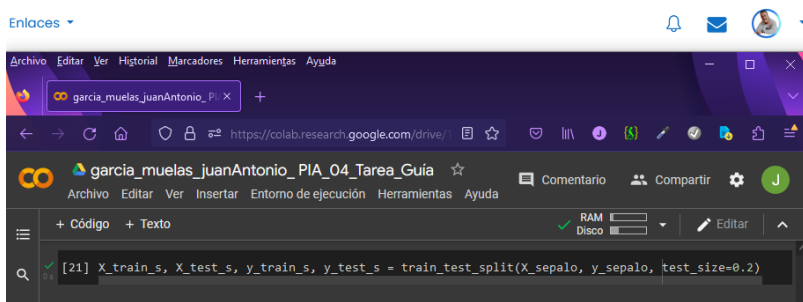 Enlaces
Archivo Editar Ver Historial Marcadores Herramientas Ayuda
garcia_muelas_juanAntonio_ PI
https://colab.research.google.com/drive/1
garcia_muelas_juanAntonio_ PIA_04_Tarea_Guía
Archivo Editar Ver Insertar Entorno de ejecución Herramientas Ayuda
Comentario Compartir J
+ Código + Texto RAM Disco Editar
0 s
[21] X_train_s, X_test_s, y_train_s, y_test_s = train_test_split(X_sepalo, y_sepalo, test_size=0.2)